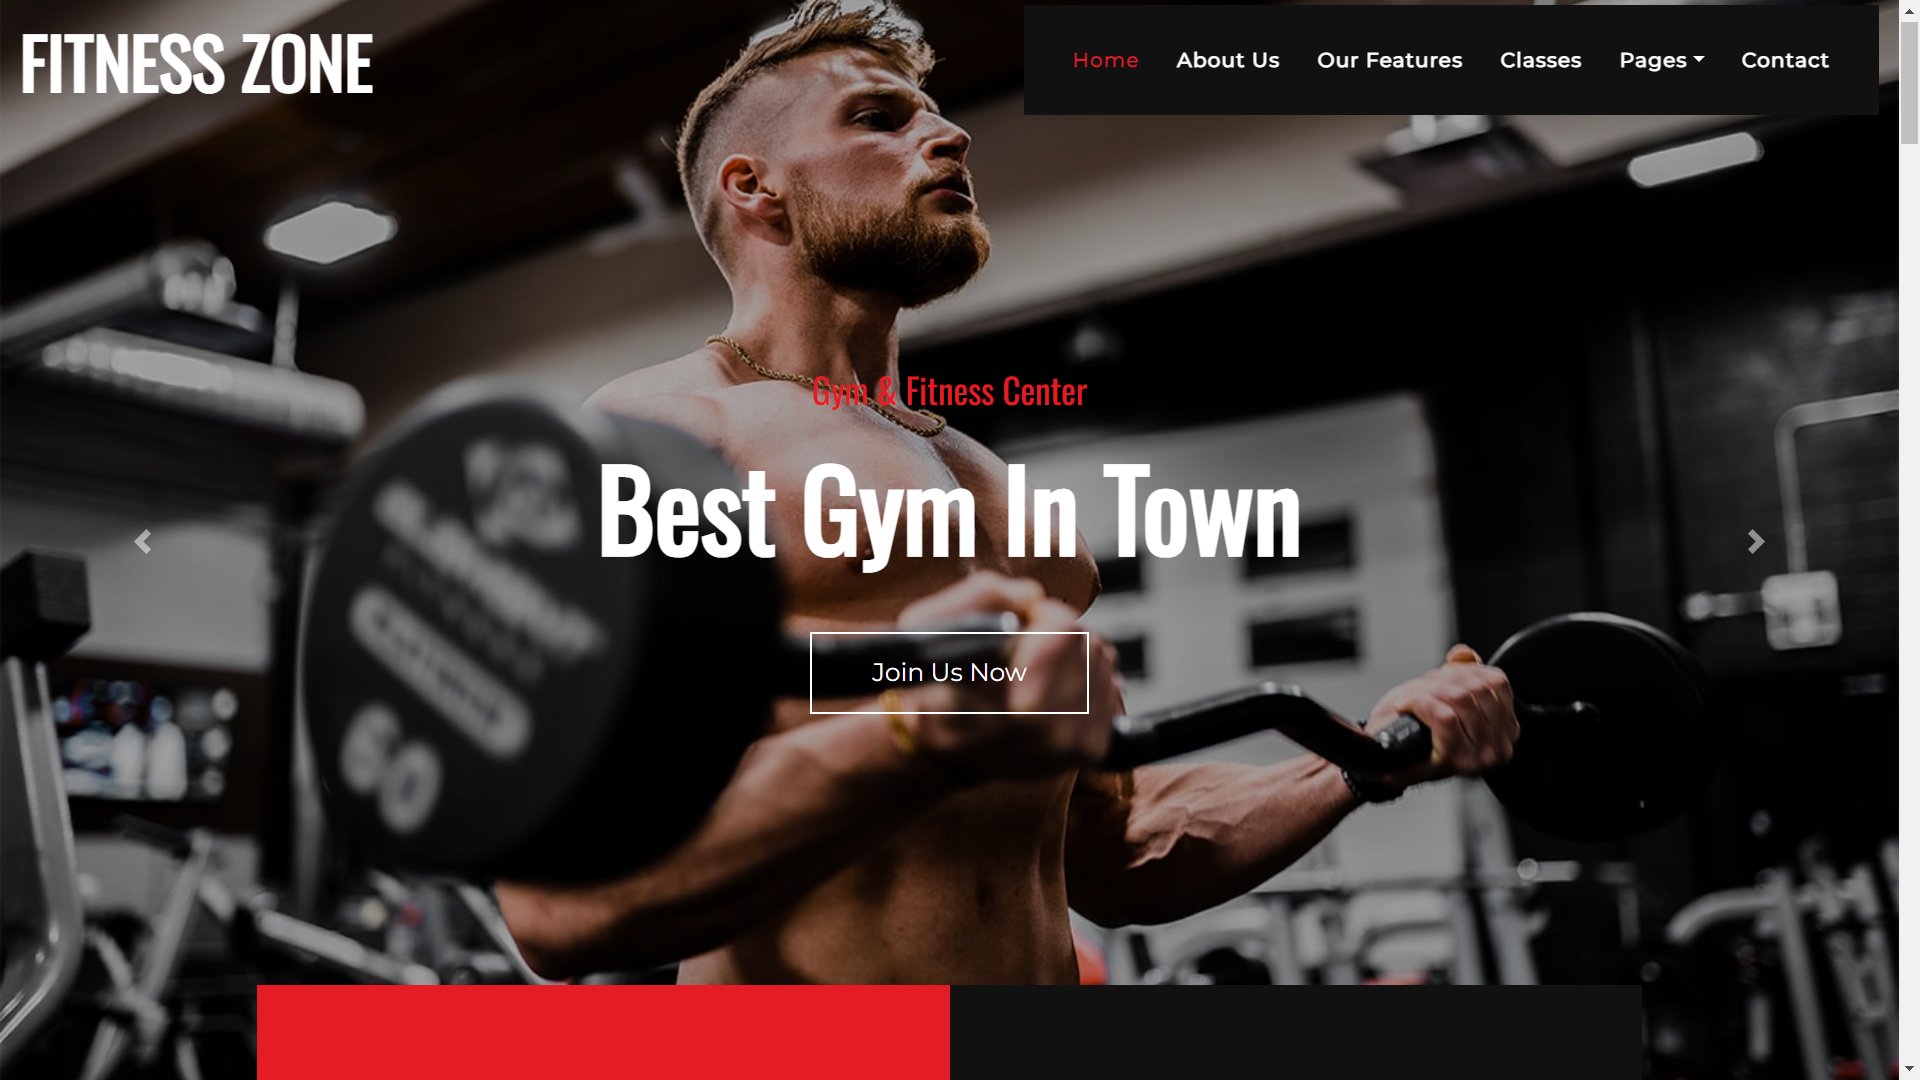 FITNESS ZONE
Home About Us Our Features Classes Pages Contact
Gym & Fitness Center
Best Gym In Town
Join Us Now
60